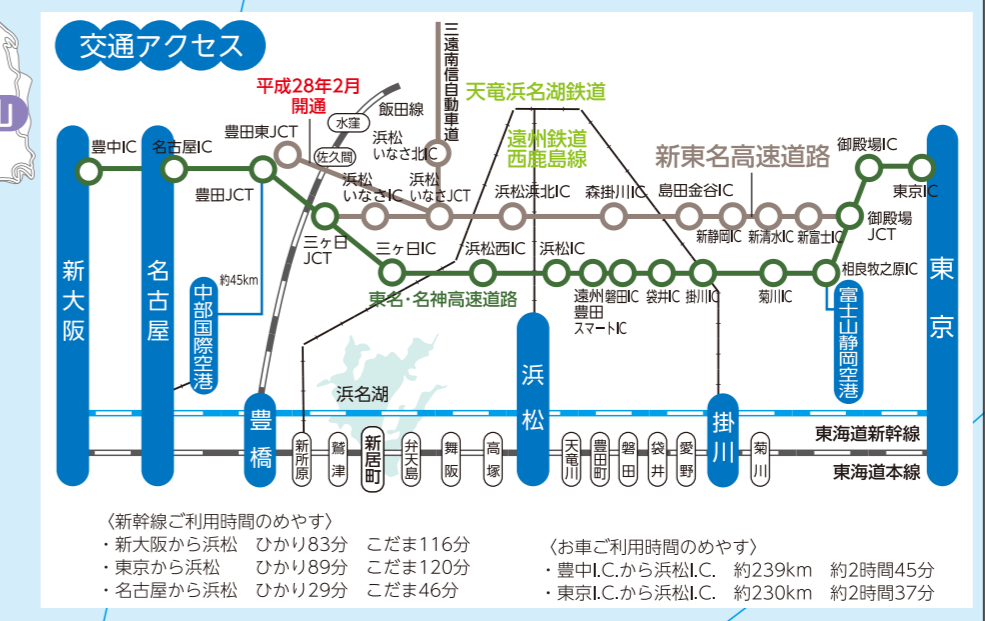 交通アクセス
三遠南信自動車道
平成28年2月
開通
飯田線
水窪
佐久間
天竜浜名湖鉄道
遠州鉄道
西鹿島線
新東名高速道路
豊中IC
名古屋IC
豊田東JCT
豊田JCT
浜松
いなさ北IC
浜松
いなさIC
浜松
いなさJCT
浜松浜北IC
森掛川IC
島田金谷IC
新静岡IC
新清水IC
新富士IC
御殿場IC
東京IC
御殿場
JCT
三ヶ日
JCT
三ヶ日IC
浜松西IC
浜松IC
遠州
豊田
スマートIC
磐田IC
袋井IC
掛川IC
菊川IC
相良牧之原IC
東名・名神高速道路
約45km
中部国際空港
富士山静岡空港
新大阪
名古屋
豊橋
浜松
掛川
東京
浜名湖
東海道新幹線
東海道本線
新所原
鷲津
新居町
弁天島
舞阪
高塚
天竜川
豊田町
磐田
袋井
愛野
菊川
〈新幹線ご利用時間のめやす〉
・新大阪から浜松 ひかり83分 こだま116分
・東京から浜松 ひかり89分 こだま120分
・名古屋から浜松 ひかり29分 こだま46分
〈お車ご利用時間のめやす〉
・豊中I.C.から浜松I.C. 約239km 約2時間45分
・東京I.C.から浜松I.C. 約230km 約2時間37分